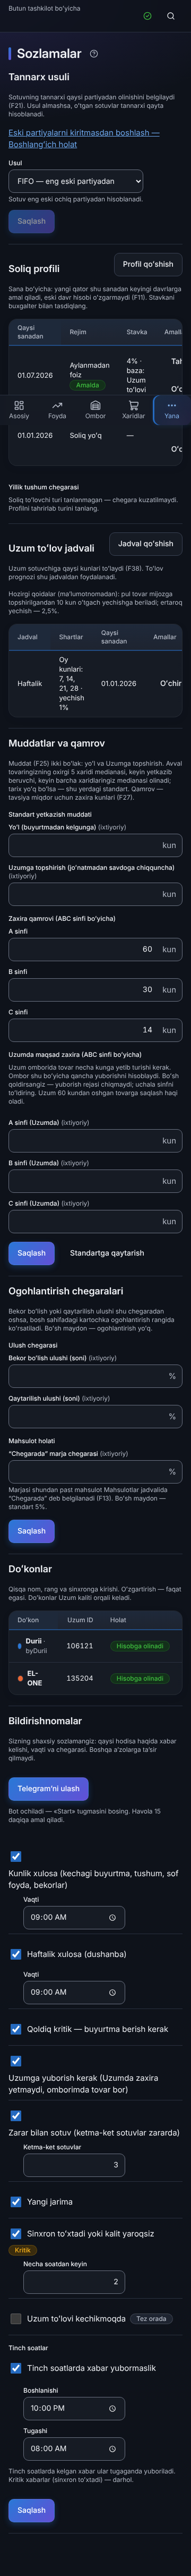 Butun tashkilot bo‘yicha
Sozlamalar
Tannarx usuli
Sotuvning tannarxi qaysi partiyadan olinishini belgilaydi
(F21). Usul almashsa, o‘tgan sotuvlar tannarxi qayta
hisoblanadi.
Eski partiyalarni kiritmasdan boshlash —
Boshlang‘ich holat
Usul
FIFO — eng eski partiyadan
Sotuv eng eski ochiq partiyadan hisoblanadi.
Saqlash
Soliq profili
Profil qo‘shish
Sana bo‘yicha: yangi qator shu sanadan keyingi davrlarga
amal qiladi, eski davr hisobi o‘zgarmaydi (F11). Stavkani
buxgalter bilan tasdiqlang.
Qaysi
sanadan
Rejim
Stavka
Amallar
01.07.2026
Aylanmadan
foiz
Amalda
4% ·
baza:
Uzum
to‘lovi
Asosiy
Foyda
Ombor
Xaridlar
Yana
01.01.2026
Soliq yo‘q
—
Yillik tushum chegarasi
Soliq to‘lovchi turi tanlanmagan — chegara kuzatilmaydi.
Profilni tahrirlab turini tanlang.
Uzum to‘lov jadvali
Jadval qo‘shish
Uzum sotuvchiga qaysi kunlari to‘laydi (F38). To‘lov
prognozi shu jadvaldan foydalanadi.
Hozirgi qoidalar (ma’lumotnoma): pul tovar mijozga
topshirilgandan 10 kun o‘tgach yechishga beriladi; ertaroq
yechish — 2,5%.
Jadval
Shartlar
Qaysi
sanadan
Amallar
Haftalik
Oy
kunlari:
7, 14,
21, 28 ·
yechish
1%
01.01.2026
O‘chir
Muddatlar va qamrov
Muddat (F25) ikki bo‘lak: yo‘l va Uzumga topshirish. Avval
tovaringizning oxirgi 5 xaridi medianasi, keyin yetkazib
beruvchi, keyin barcha xaridlaringiz medianasi olinadi;
tarix yo‘q bo‘lsa — shu yerdagi standart. Qamrov —
tavsiya miqdor uchun zaxira kunlari (F27).
Standart yetkazish muddati
Yo‘l (buyurtmadan kelgunga) (ixtiyoriy)
kun
Uzumga topshirish (jo‘natmadan savdoga chiqquncha)
(ixtiyoriy)
kun
Zaxira qamrovi (ABC sinfi bo‘yicha)
A sinfi
60 kun
B sinfi
30 kun
C sinfi
14 kun
Uzumda maqsad zaxira (ABC sinfi bo‘yicha)
Uzum omborida tovar necha kunga yetib turishi kerak.
Ombor shu bo‘yicha qancha yuborishni hisoblaydi. Bo‘sh
qoldirsangiz — yuborish rejasi chiqmaydi; uchala sinfni
to‘ldiring. Uzum 60 kundan oshgan tovarga saqlash haqi
oladi.
A sinfi (Uzumda) (ixtiyoriy)
kun
B sinfi (Uzumda) (ixtiyoriy)
kun
C sinfi (Uzumda) (ixtiyoriy)
kun
Saqlash
Standartga qaytarish
Ogohlantirish chegaralari
Bekor bo‘lish yoki qaytarilish ulushi shu chegaradan
oshsa, bosh sahifadagi kartochka ogohlantirish rangida
ko‘rsatiladi. Bo‘sh maydon — ogohlantirish yo‘q.
Ulush chegarasi
Bekor bo‘lish ulushi (soni) (ixtiyoriy)
%
Qaytarilish ulushi (soni) (ixtiyoriy)
%
Mahsulot holati
“Chegarada” marja chegarasi (ixtiyoriy)
%
Marjasi shundan past mahsulot Mahsulotlar jadvalida
“Chegarada” deb belgilanadi (F13). Bo‘sh maydon —
standart 5%.
Saqlash
Do‘konlar
Qisqa nom, rang va sinxronga kirishi. O‘zgartirish — faqat
egasi. Do‘konlar Uzum kaliti orqali keladi.
Do‘kon
Uzum ID
Holat
Durii ·
byDurii
106121
Hisobga olinadi
EL-
ONE
135204
Hisobga olinadi
Bildirishnomalar
Sizning shaxsiy sozlamangiz: qaysi hodisa haqida xabar
kelishi, vaqti va chegarasi. Boshqa a’zolarga ta’sir
qilmaydi.
Telegram’ni ulash
Bot ochiladi — «Start» tugmasini bosing. Havola 15
daqiqa amal qiladi.
Kunlik xulosa (kechagi buyurtma, tushum, sof
foyda, bekorlar)
Vaqti
09:00 AM
Haftalik xulosa (dushanba)
Vaqti
09:00 AM
Qoldiq kritik — buyurtma berish kerak
Uzumga yuborish kerak (Uzumda zaxira
yetmaydi, omborimda tovar bor)
Zarar bilan sotuv (ketma-ket sotuvlar zararda)
Ketma-ket sotuvlar
3
Yangi jarima
Sinxron to‘xtadi yoki kalit yaroqsiz
Kritik
Necha soatdan keyin
2
Uzum to‘lovi kechikmoqda
Tez orada
Tinch soatlar
Tinch soatlarda xabar yubormaslik
Boshlanishi
10:00 PM
Tugashi
08:00 AM
Tinch soatlarda kelgan xabar ular tugaganda yuboriladi.
Kritik xabarlar (sinxron to‘xtadi) — darhol.
Saqlash